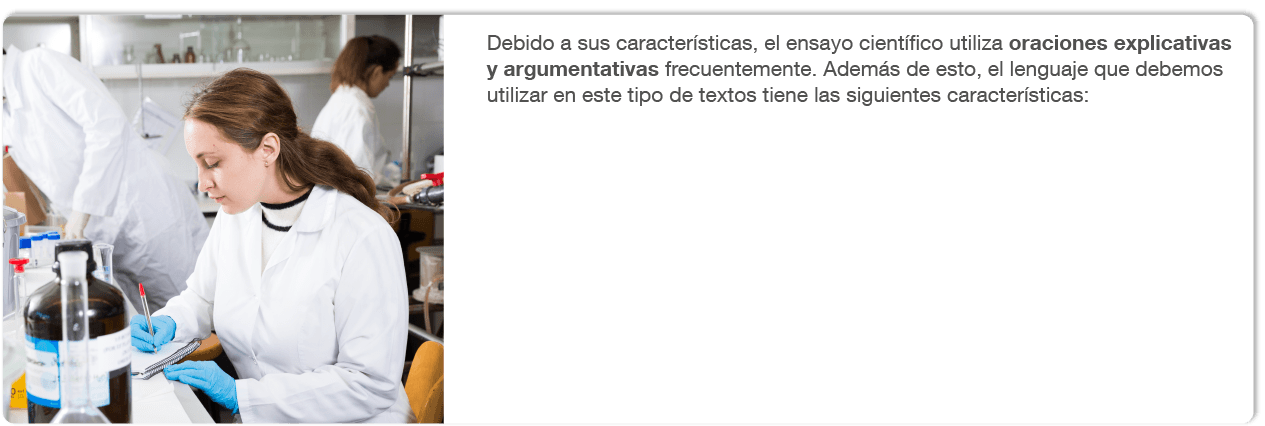 Debido a sus características, el ensayo científico utiliza oraciones explicativas
y argumentativas frecuentemente. Además de esto, el lenguaje que debemos
utilizar en este tipo de textos tiene las siguientes características: